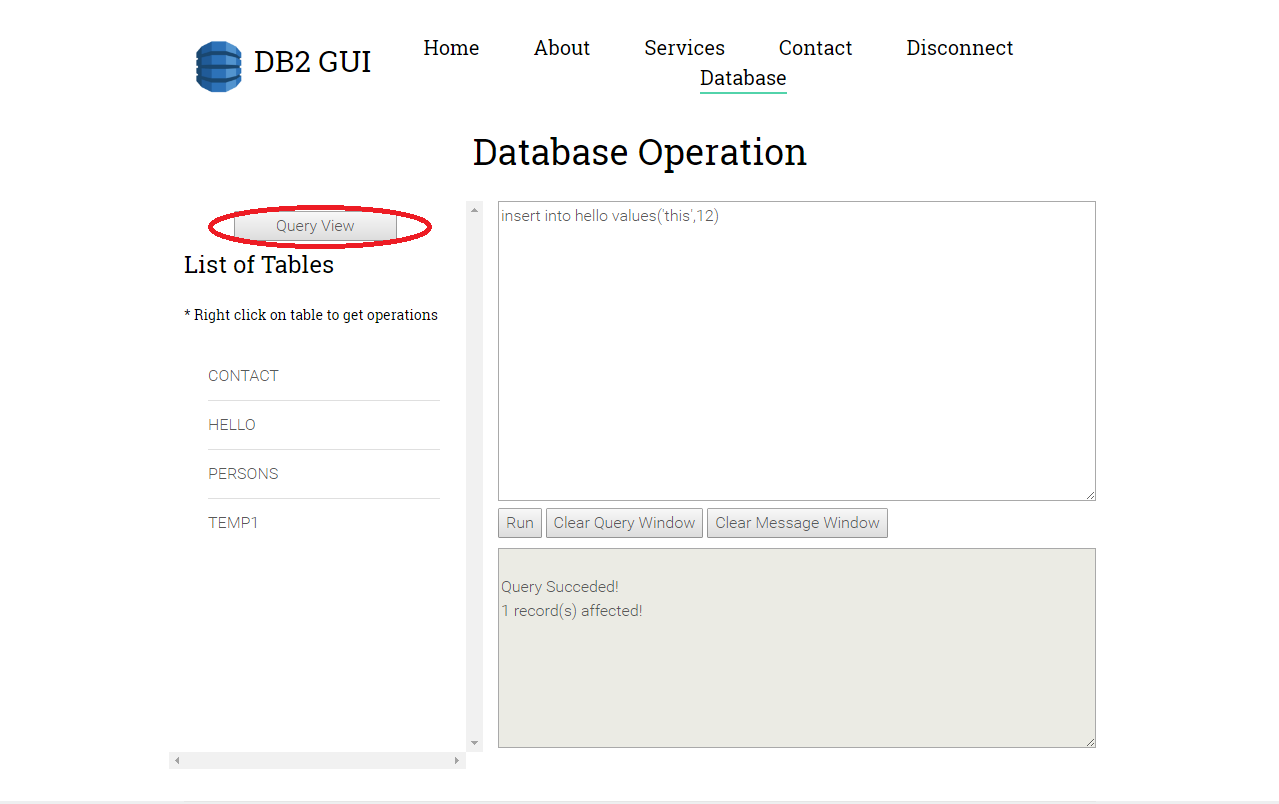 DB2 GUI
Home About Services Contact Disconnect
Database
Database Operation
Query View
List of Tables
* Right click on table to get operations
CONTACT
HELLO
PERSONS
TEMP1
insert into hello values('this',12)
Run Clear Query Window Clear Message Window
Query Succeded!
1 record(s) affected!